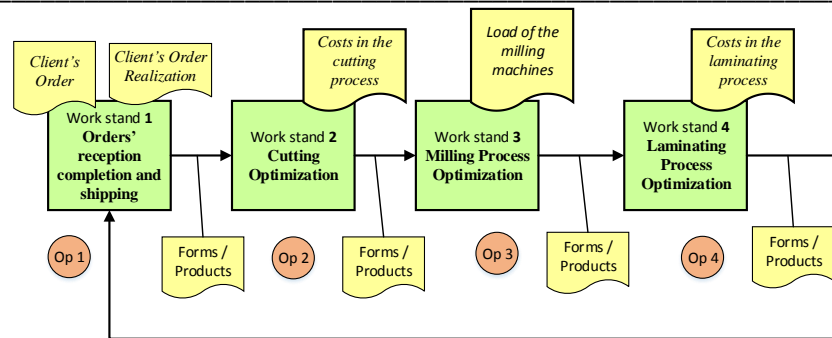 Client's
Order
Client's Order
Realization
Costs in the
cutting
process
Load of the
milling
machines
Costs in the
laminating
process
Work stand 1
Orders'
reception
completion and
shipping
Work stand 2
Cutting
Optimization
Work stand 3
Milling Process
Optimization
Work stand 4
Laminating
Process
Optimization
Op 1
Forms /
Products
Op 2
Forms /
Products
Op 3
Forms /
Products
Op 4
Forms /
Products